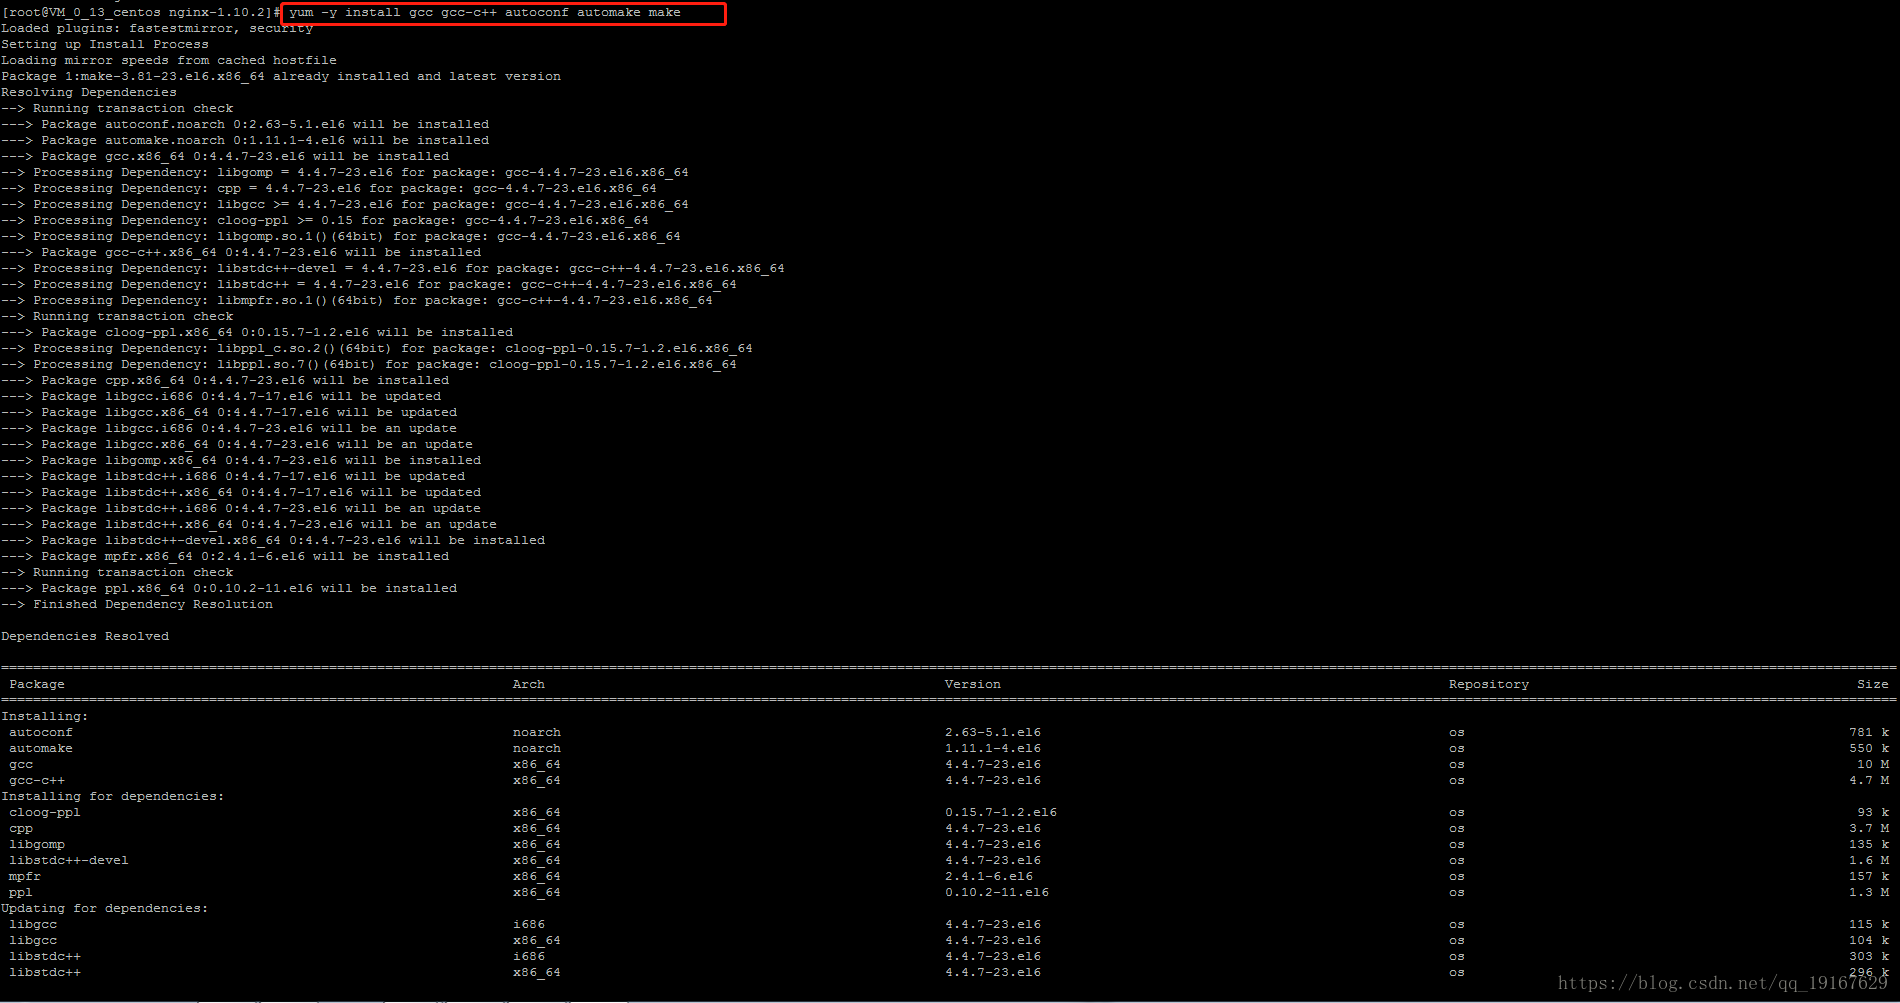 [root@VM_0_13_centos nginx-1.10.2]# yum -y install gcc gcc-c++ autoconf automake make
Loaded plugins: fastestmirror, security
Setting up Install Process
Loading mirror speeds from cached hostfile
Package 1:make-3.81-23.el6.x86_64 already installed and latest version
Resolving Dependencies
--> Running transaction check
---> Package autoconf.noarch 0:2.63-5.1.el6 will be installed
---> Package automake.noarch 0:1.11.1-4.el6 will be installed
---> Package gcc.x86_64 0:4.4.7-23.el6 will be installed
--> Processing Dependency: libgomp = 4.4.7-23.el6 for package: gcc-4.4.7-23.el6.x86_64
--> Processing Dependency: cpp = 4.4.7-23.el6 for package: gcc-4.4.7-23.el6.x86_64
--> Processing Dependency: libgcc >= 4.4.7-23.el6 for package: gcc-4.4.7-23.el6.x86_64
--> Processing Dependency: cloog-ppl >= 0.15 for package: gcc-4.4.7-23.el6.x86_64
--> Processing Dependency: libgomp.so.1()(64bit) for package: gcc-4.4.7-23.el6.x86_64
---> Package gcc-c++.x86_64 0:4.4.7-23.el6 will be installed
--> Processing Dependency: libstdc++-devel = 4.4.7-23.el6 for package: gcc-c++-4.4.7-23.el6.x86_64
--> Processing Dependency: libstdc++ = 4.4.7-23.el6 for package: gcc-c++-4.4.7-23.el6.x86_64
--> Processing Dependency: libmpfr.so.1()(64bit) for package: gcc-c++-4.4.7-23.el6.x86_64
--> Running transaction check
---> Package cloog-ppl.x86_64 0:0.15.7-1.2.el6 will be installed
--> Processing Dependency: libppl_c.so.2()(64bit) for package: cloog-ppl-0.15.7-1.2.el6.x86_64
--> Processing Dependency: libppl.so.7()(64bit) for package: cloog-ppl-0.15.7-1.2.el6.x86_64
---> Package cpp.x86_64 0:4.4.7-23.el6 will be installed
---> Package libgcc.i686 0:4.4.7-17.el6 will be updated
---> Package libgcc.x86_64 0:4.4.7-17.el6 will be updated
---> Package libgcc.i686 0:4.4.7-23.el6 will be an update
---> Package libgcc.x86_64 0:4.4.7-23.el6 will be an update
---> Package libgomp.x86_64 0:4.4.7-23.el6 will be installed
---> Package libstdc++.i686 0:4.4.7-17.el6 will be updated
---> Package libstdc++.x86_64 0:4.4.7-17.el6 will be updated
---> Package libstdc++.i686 0:4.4.7-23.el6 will be an update
---> Package libstdc++.x86_64 0:4.4.7-23.el6 will be an update
---> Package libstdc++-devel.x86_64 0:4.4.7-23.el6 will be installed
---> Package mpfr.x86_64 0:2.4.1-6.el6 will be installed
--> Running transaction check
---> Package ppl.x86_64 0:0.10.2-11.el6 will be installed
--> Finished Dependency Resolution
Dependencies Resolved
Package Arch Version Repository Size
Installing:
autoconf noarch 2.63-5.1.el6 os 781 k
automake noarch 1.11.1-4.el6 os 550 k
gcc x86_64 4.4.7-23.el6 os 10 M
gcc-c++ x86_64 4.4.7-23.el6 os 4.7 M
Installing for dependencies:
cloog-ppl x86_64 0.15.7-1.2.el6 os 93 k
cpp x86_64 4.4.7-23.el6 os 3.7 M
libgomp x86_64 4.4.7-23.el6 os 135 k
libstdc++-devel x86_64 4.4.7-23.el6 os 1.6 M
mpfr x86_64 2.4.1-6.el6 os 157 k
ppl x86_64 0.10.2-11.el6 os 1.3 M
Updating for dependencies:
libgcc i686 4.4.7-23.el6 os 115 k
libgcc x86_64 4.4.7-23.el6 os 104 k
libstdc++ i686 4.4.7-23.el6 os 303 k
libstdc++ x86_64 4.4.7-23.el6 os 296 k
https://blog.csdn.net/qq_19167629